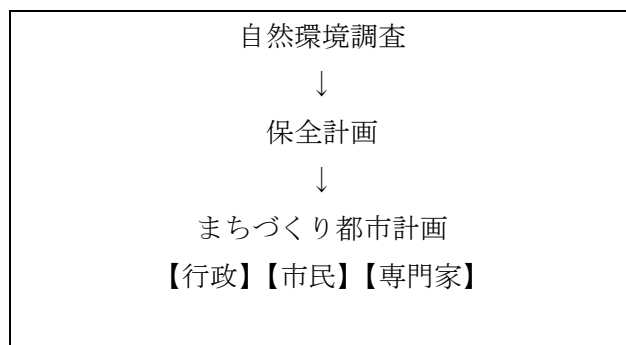 自然環境調査
↓
保全計画
↓
まちづくり都市計画
【行政】【市民】【専門家】